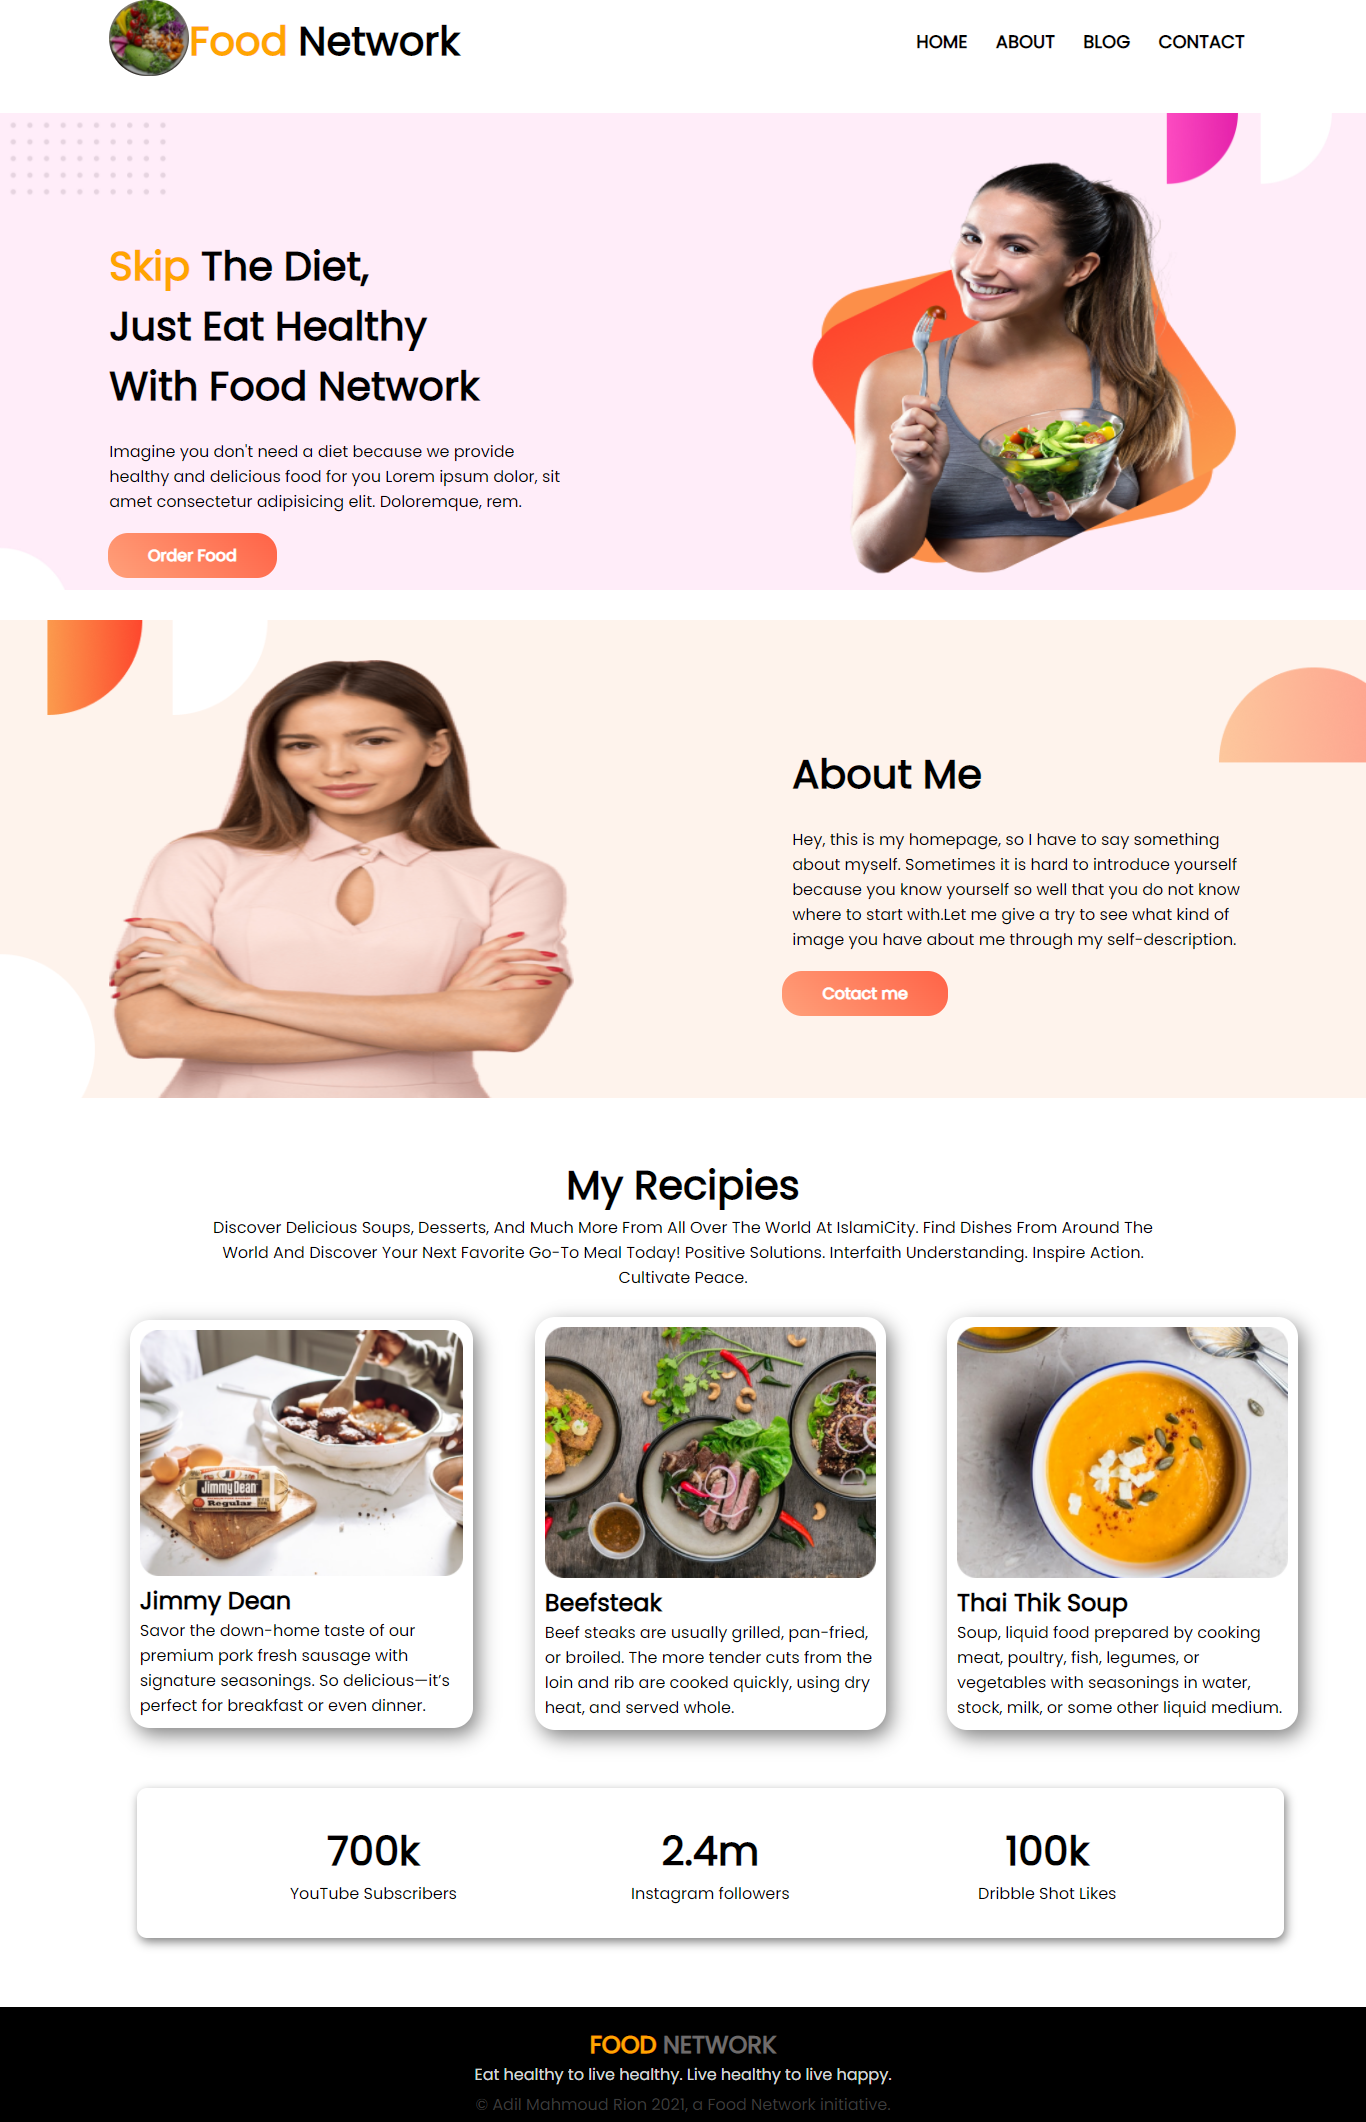 Food Network
HOME ABOUT BLOG CONTACT
Skip The Diet,
Just Eat Healthy
With Food Network
Imagine you don't need a diet because we provide
healthy and delicious food for you Lorem ipsum dolor, sit
amet consectetur adipisicing elit. Doloremque, rem.
Order Food
About Me
Hey, this is my homepage, so I have to say something
about myself. Sometimes it is hard to introduce yourself
because you know yourself so well that you do not know
where to start with.Let me give a try to see what kind of
image you have about me through my self-description.
Cotact me
My Recipies
Discover Delicious Soups, Desserts, And Much More From All Over The World At IslamiCity. Find Dishes From Around The
World And Discover Your Next Favorite Go-To Meal Today! Positive Solutions. Interfaith Understanding. Inspire Action.
Cultivate Peace.
Jimmy Dean
Regular
Jimmy Dean
Savor the down-home taste of our
premium pork fresh sausage with
signature seasonings. So delicious—it’s
perfect for breakfast or even dinner.
Beefsteak
Beef steaks are usually grilled, pan-fried,
or broiled. The more tender cuts from the
loin and rib are cooked quickly, using dry
heat, and served whole.
Thai Thik Soup
Soup, liquid food prepared by cooking
meat, poultry, fish, legumes, or
vegetables with seasonings in water,
stock, milk, or some other liquid medium.
700k
YouTube Subscribers
2.4m
Instagram followers
100k
Dribble Shot Likes
FOOD NETWORK
Eat healthy to live healthy. Live healthy to live happy.
© Adil Mahmoud Rion 2021, a Food Network initiative.